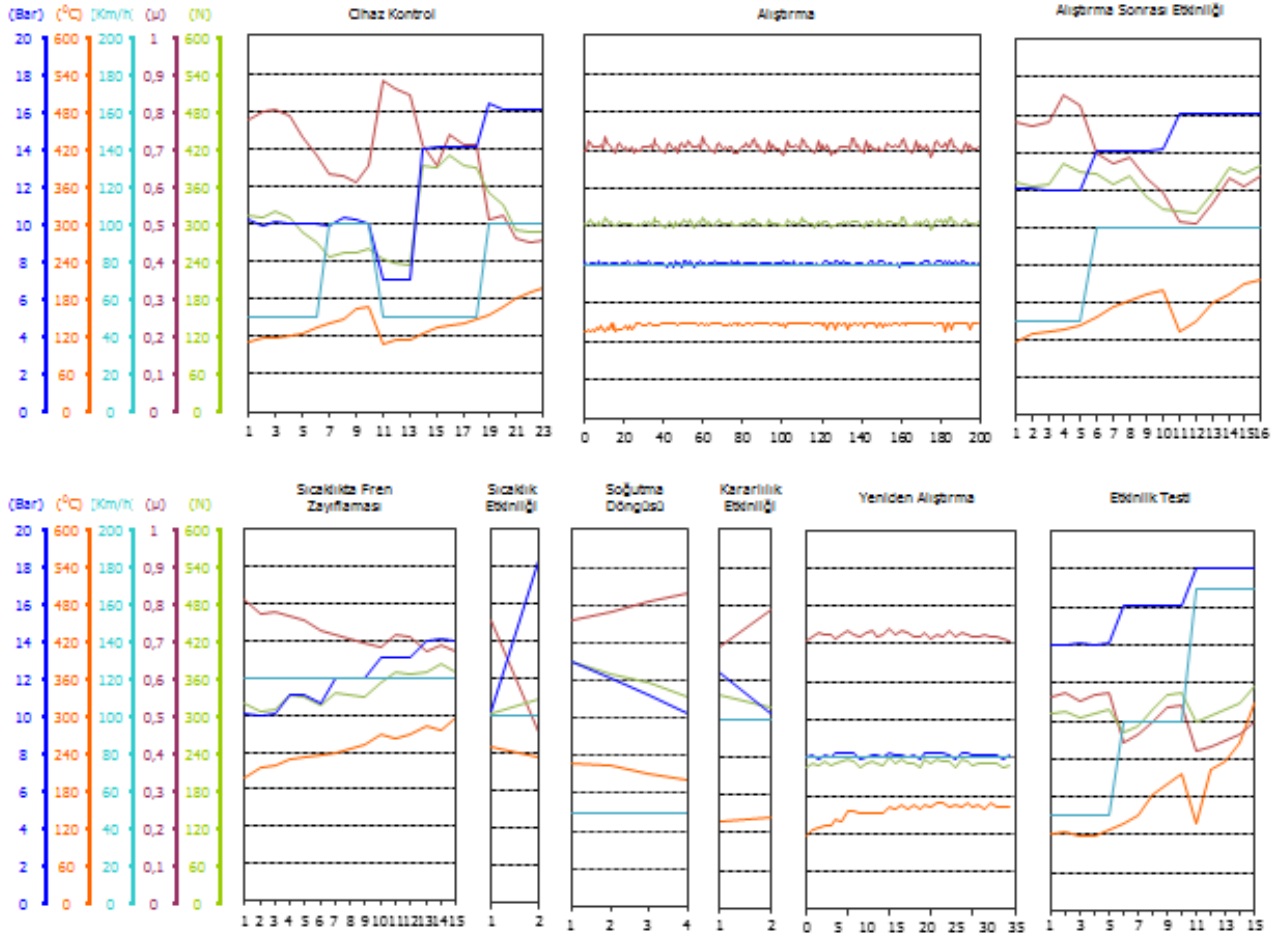 (Bar) (⁰C) [Km/h (μ) (N) Cihaz Kontrol Alıştırma Alıştırma Sonrası Etkinliği
20 600 200 1 600
18 540 180 0,9 540
16 480 160 0,8 480
14 420 140 0,7 420
12 360 120 0,6 360
10 300 100 0,5 300
8 240 80 0,4 240
6 180 60 0,3 180
4 120 40 0,2 120
2 60 20 0,1 60
0 0 0 0 0
1 3 5 7 9 11 13 15 17 19 21 23
0 20 40 60 80 100 120 140 160 180 200
1 2 3 4 5 6 7 8 9 10 11 12 13 14 15 16
(Bar) (⁰C) [Km/h (μ) (N)
Sıcaklıkta Fren
Zayıflaması
Sıcaklık
Etkinliği
Soğutma
Döngüsü
Kararlılık
Etkinliği
Yeniden Alıştırma
Etkinlik Testi
20 600 200 1 600
18 540 180 0,9 540
16 480 160 0,8 480
14 420 140 0,7 420
12 360 120 0,6 360
10 300 100 0,5 300
8 240 80 0,4 240
6 180 60 0,3 180
4 120 40 0,2 120
2 60 20 0,1 60
0 0 0 0 0
1 2 3 4 5 6 7 8 9 10 11 12 13 14 15
1 2
1 2 3 4
1 2
0 5 10 15 20 25 30 35
1 3 5 7 9 11 13 15